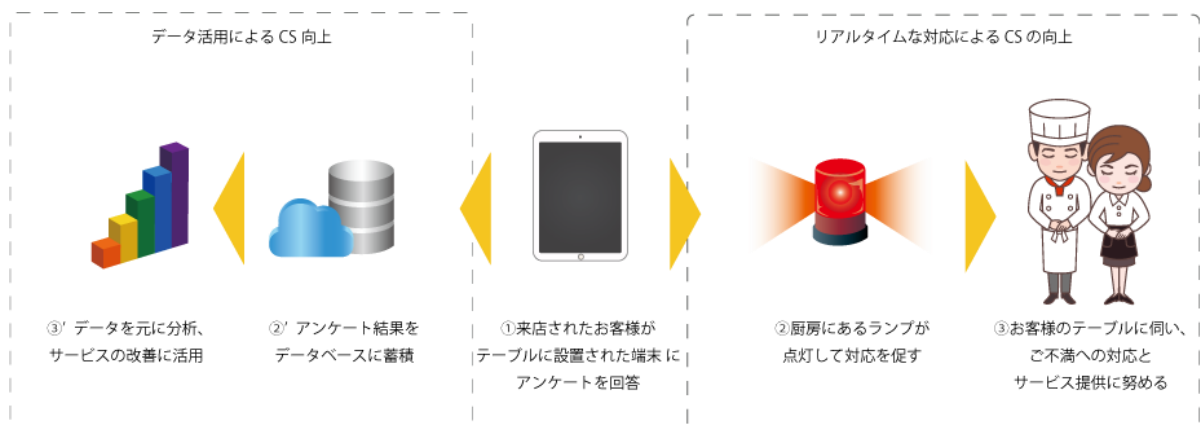 データ活用による CS 向上
リアルタイムな対応による CS の向上
③’ データを元に分析、
サービスの改善に活用
②’ アンケート結果を
データベースに蓄積
①来店されたお客様が
テーブルに設置された端末 に
アンケートを回答
②厨房にあるランプが
点灯して対応を促す
③お客様のテーブルに伺い、
ご不満への対応と
サービス提供に努める